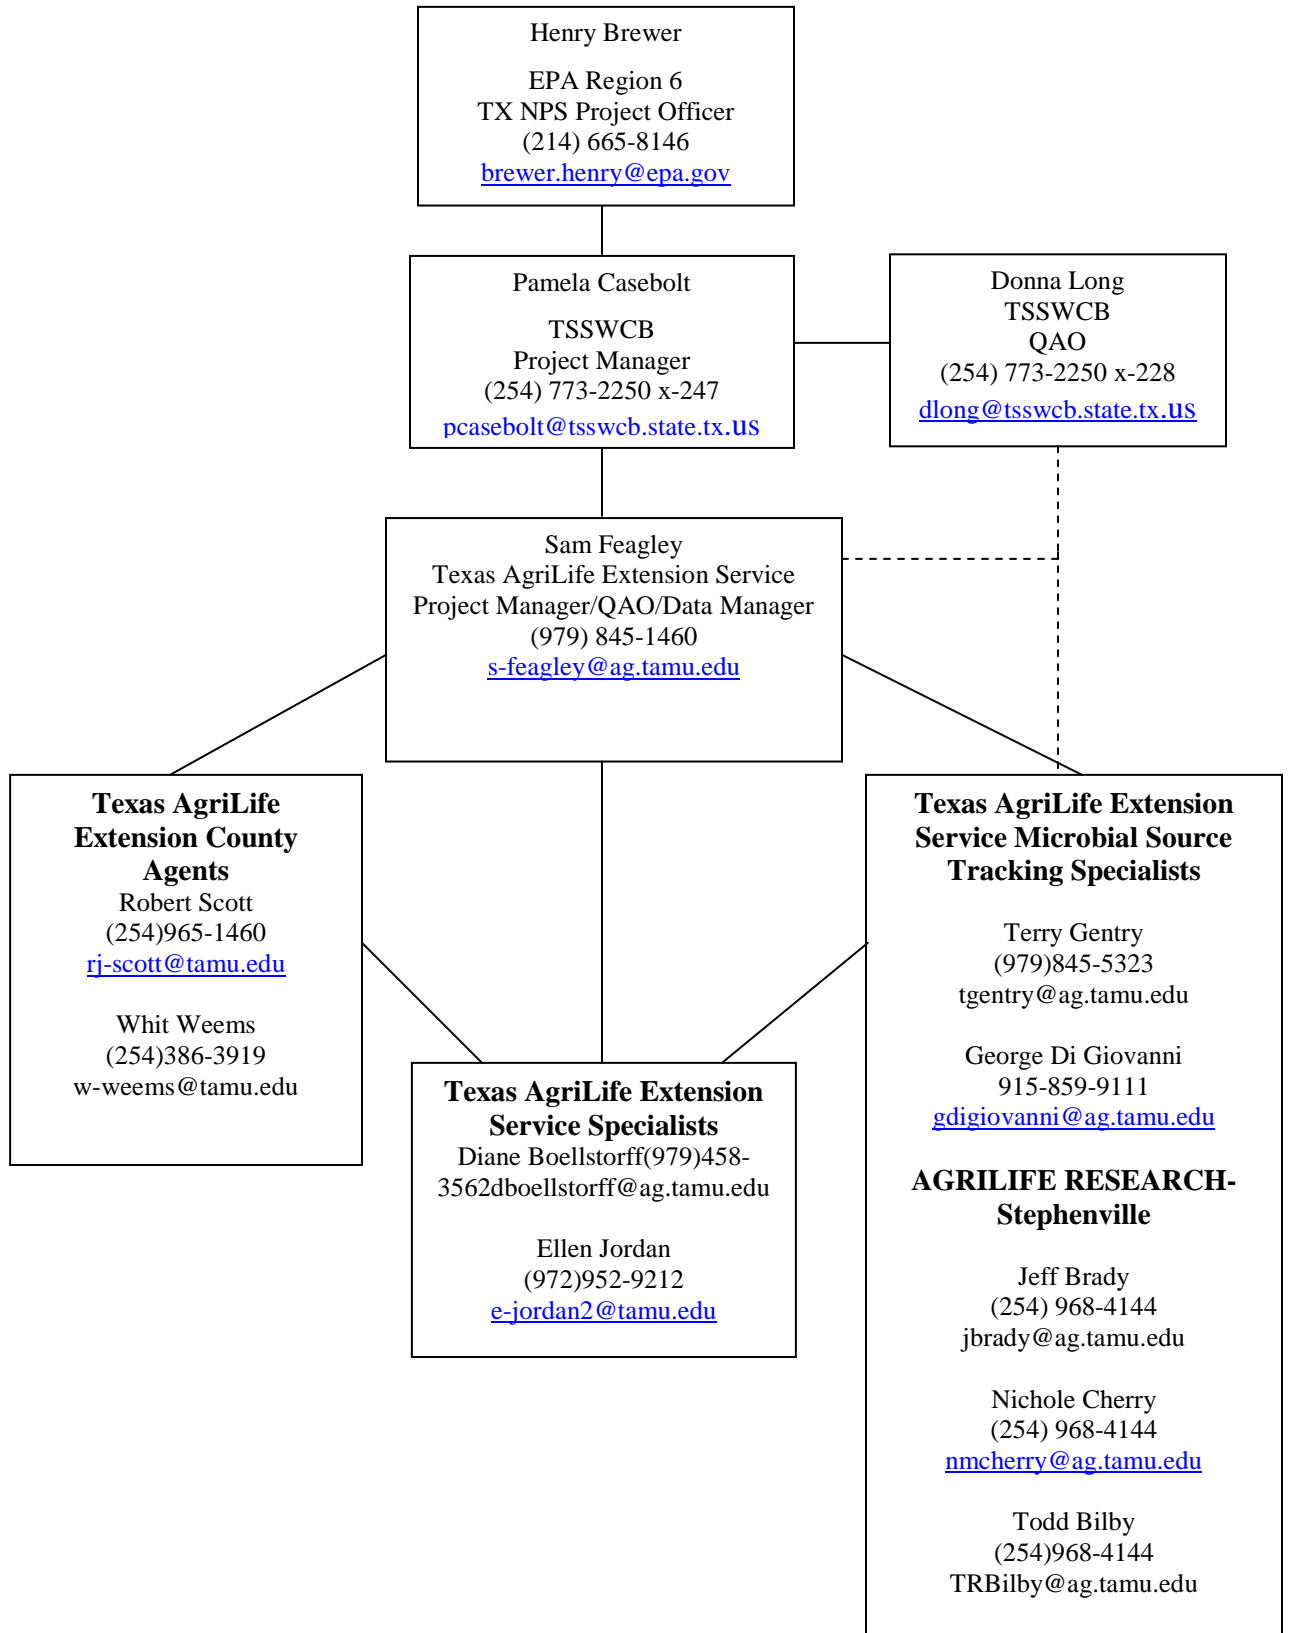 Henry Brewer
EPA Region 6
TX NPS Project Officer
(214) 665-8146
brewer.henry@epa.gov
Pamela Casebolt
TSSWCB
Project Manager
(254) 773-2250 x-247
pcasebolt@tsswcb.state.tx.us
Donna Long
TSSWCB
QAO
(254) 773-2250 x-228
dlong@tsswcb.state.tx.us
Sam Feagley
Texas AgriLife Extension Service
Project Manager/QAO/Data Manager
(979) 845-1460
s-feagley@ag.tamu.edu
Texas AgriLife
Extension County
Agents
Robert Scott
(254)965-1460
rj-scott@tamu.edu
Whit Weems
(254)386-3919
w-weems@tamu.edu
Texas AgriLife Extension
Service Specialists
Diane Boellstorff(979)458-
3562dboellstorff@ag.tamu.edu
Ellen Jordan
(972)952-9212
e-jordan2@tamu.edu
Texas AgriLife Extension
Service Microbial Source
Tracking Specialists
Terry Gentry
(979)845-5323
tgentry@ag.tamu.edu
George Di Giovanni
915-859-9111
gdigiovanni@ag.tamu.edu
AGRILIFE RESEARCH-
Stephenville
Jeff Brady
(254) 968-4144
jbrady@ag.tamu.edu
Nichole Cherry
(254) 968-4144
nmcherry@ag.tamu.edu
Todd Bilby
(254)968-4144
TRBilby@ag.tamu.edu